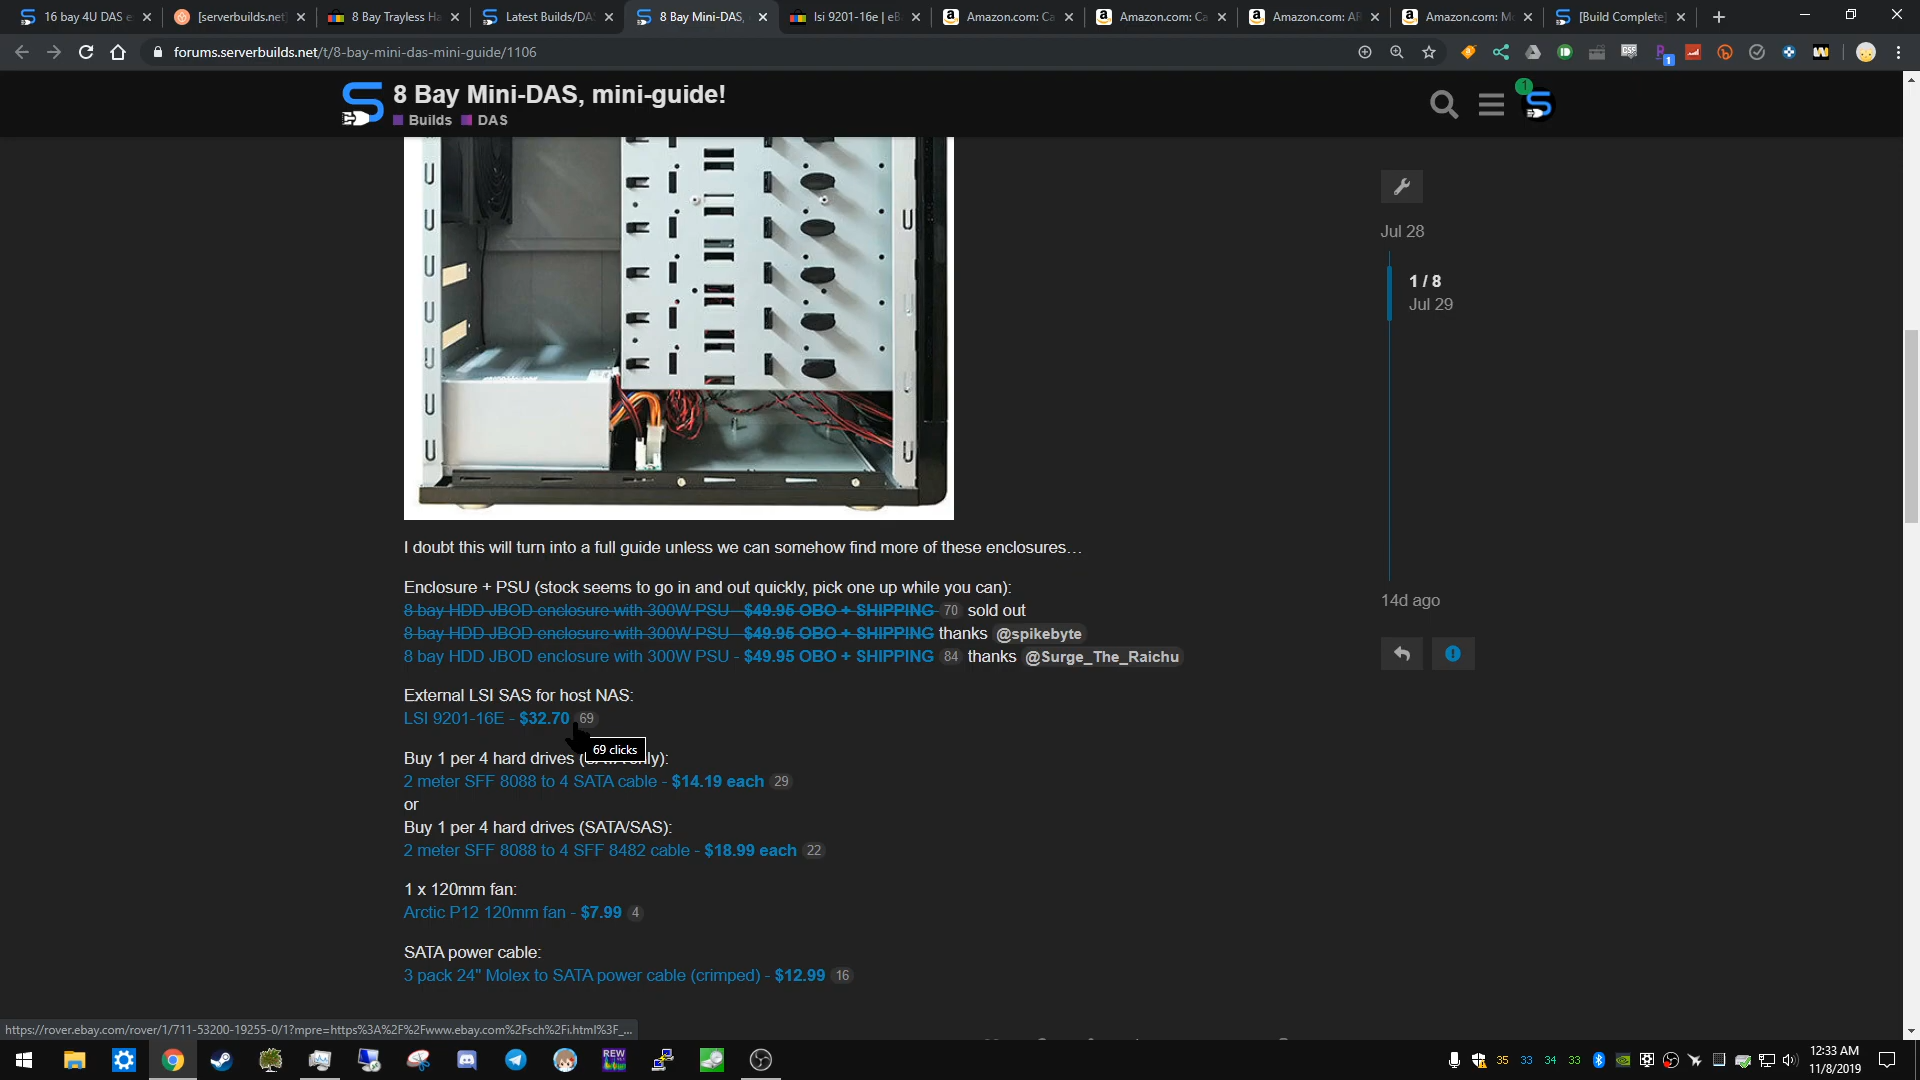 16 bay 4U DAS e
[serverbuilds.net
8 Bay Trayless Ha
Latest Builds/DA
8 Bay Mini-DAS,
lsi 9201-16e | eB
Amazon.com: Ca
Amazon.com: Ca
Amazon.com: AR
Amazon.com: Mo
[Build Complete]
forums.serverbuilds.net/t/8-bay-mini-das-mini-guide/1106
8 Bay Mini-DAS, mini-guide!
Builds DAS
1
Jul 28
1 / 8
Jul 29
14d ago
I doubt this will turn into a full guide unless we can somehow find more of these enclosures…
Enclosure + PSU (stock seems to go in and out quickly, pick one up while you can):
8 bay HDD JBOD enclosure with 300W PSU - $49.95 OBO + SHIPPING 70 sold out
8 bay HDD JBOD enclosure with 300W PSU - $49.95 OBO + SHIPPING thanks @spikebyte
8 bay HDD JBOD enclosure with 300W PSU - $49.95 OBO + SHIPPING 84 thanks @Surge_The_Raichu
External LSI SAS for host NAS:
LSI 9201-16E - $32.70 69
69 clicks
Buy 1 per 4 hard drives (SATA only):
2 meter SFF 8088 to 4 SATA cable - $14.19 each 29
or
Buy 1 per 4 hard drives (SATA/SAS):
2 meter SFF 8088 to 4 SFF 8482 cable - $18.99 each 22
1 x 120mm fan:
Arctic P12 120mm fan - $7.99 4
SATA power cable:
3 pack 24" Molex to SATA power cable (crimped) - $12.99 16
https://rover.ebay.com/rover/1/711-53200-19255-0/1?mpre=https%3A%2F%2Fwww.ebay.com%2Fsch%2Fi.html%3F_...
REW
35 33 34 33
12:33 AM
11/8/2019